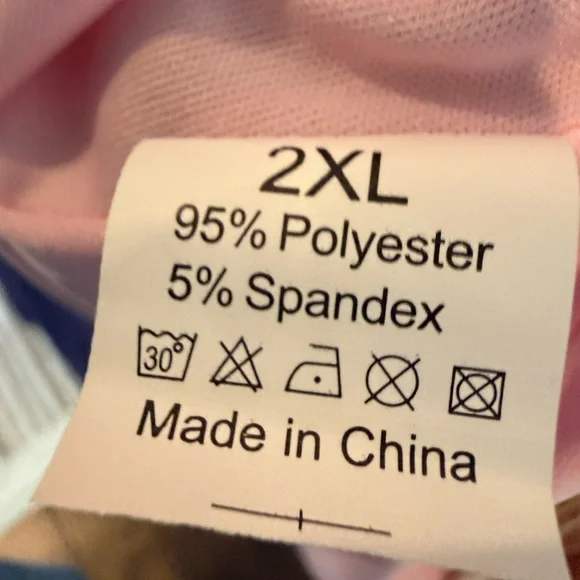 2XL
95% Polyester
5% Spandex
30°
Made in China